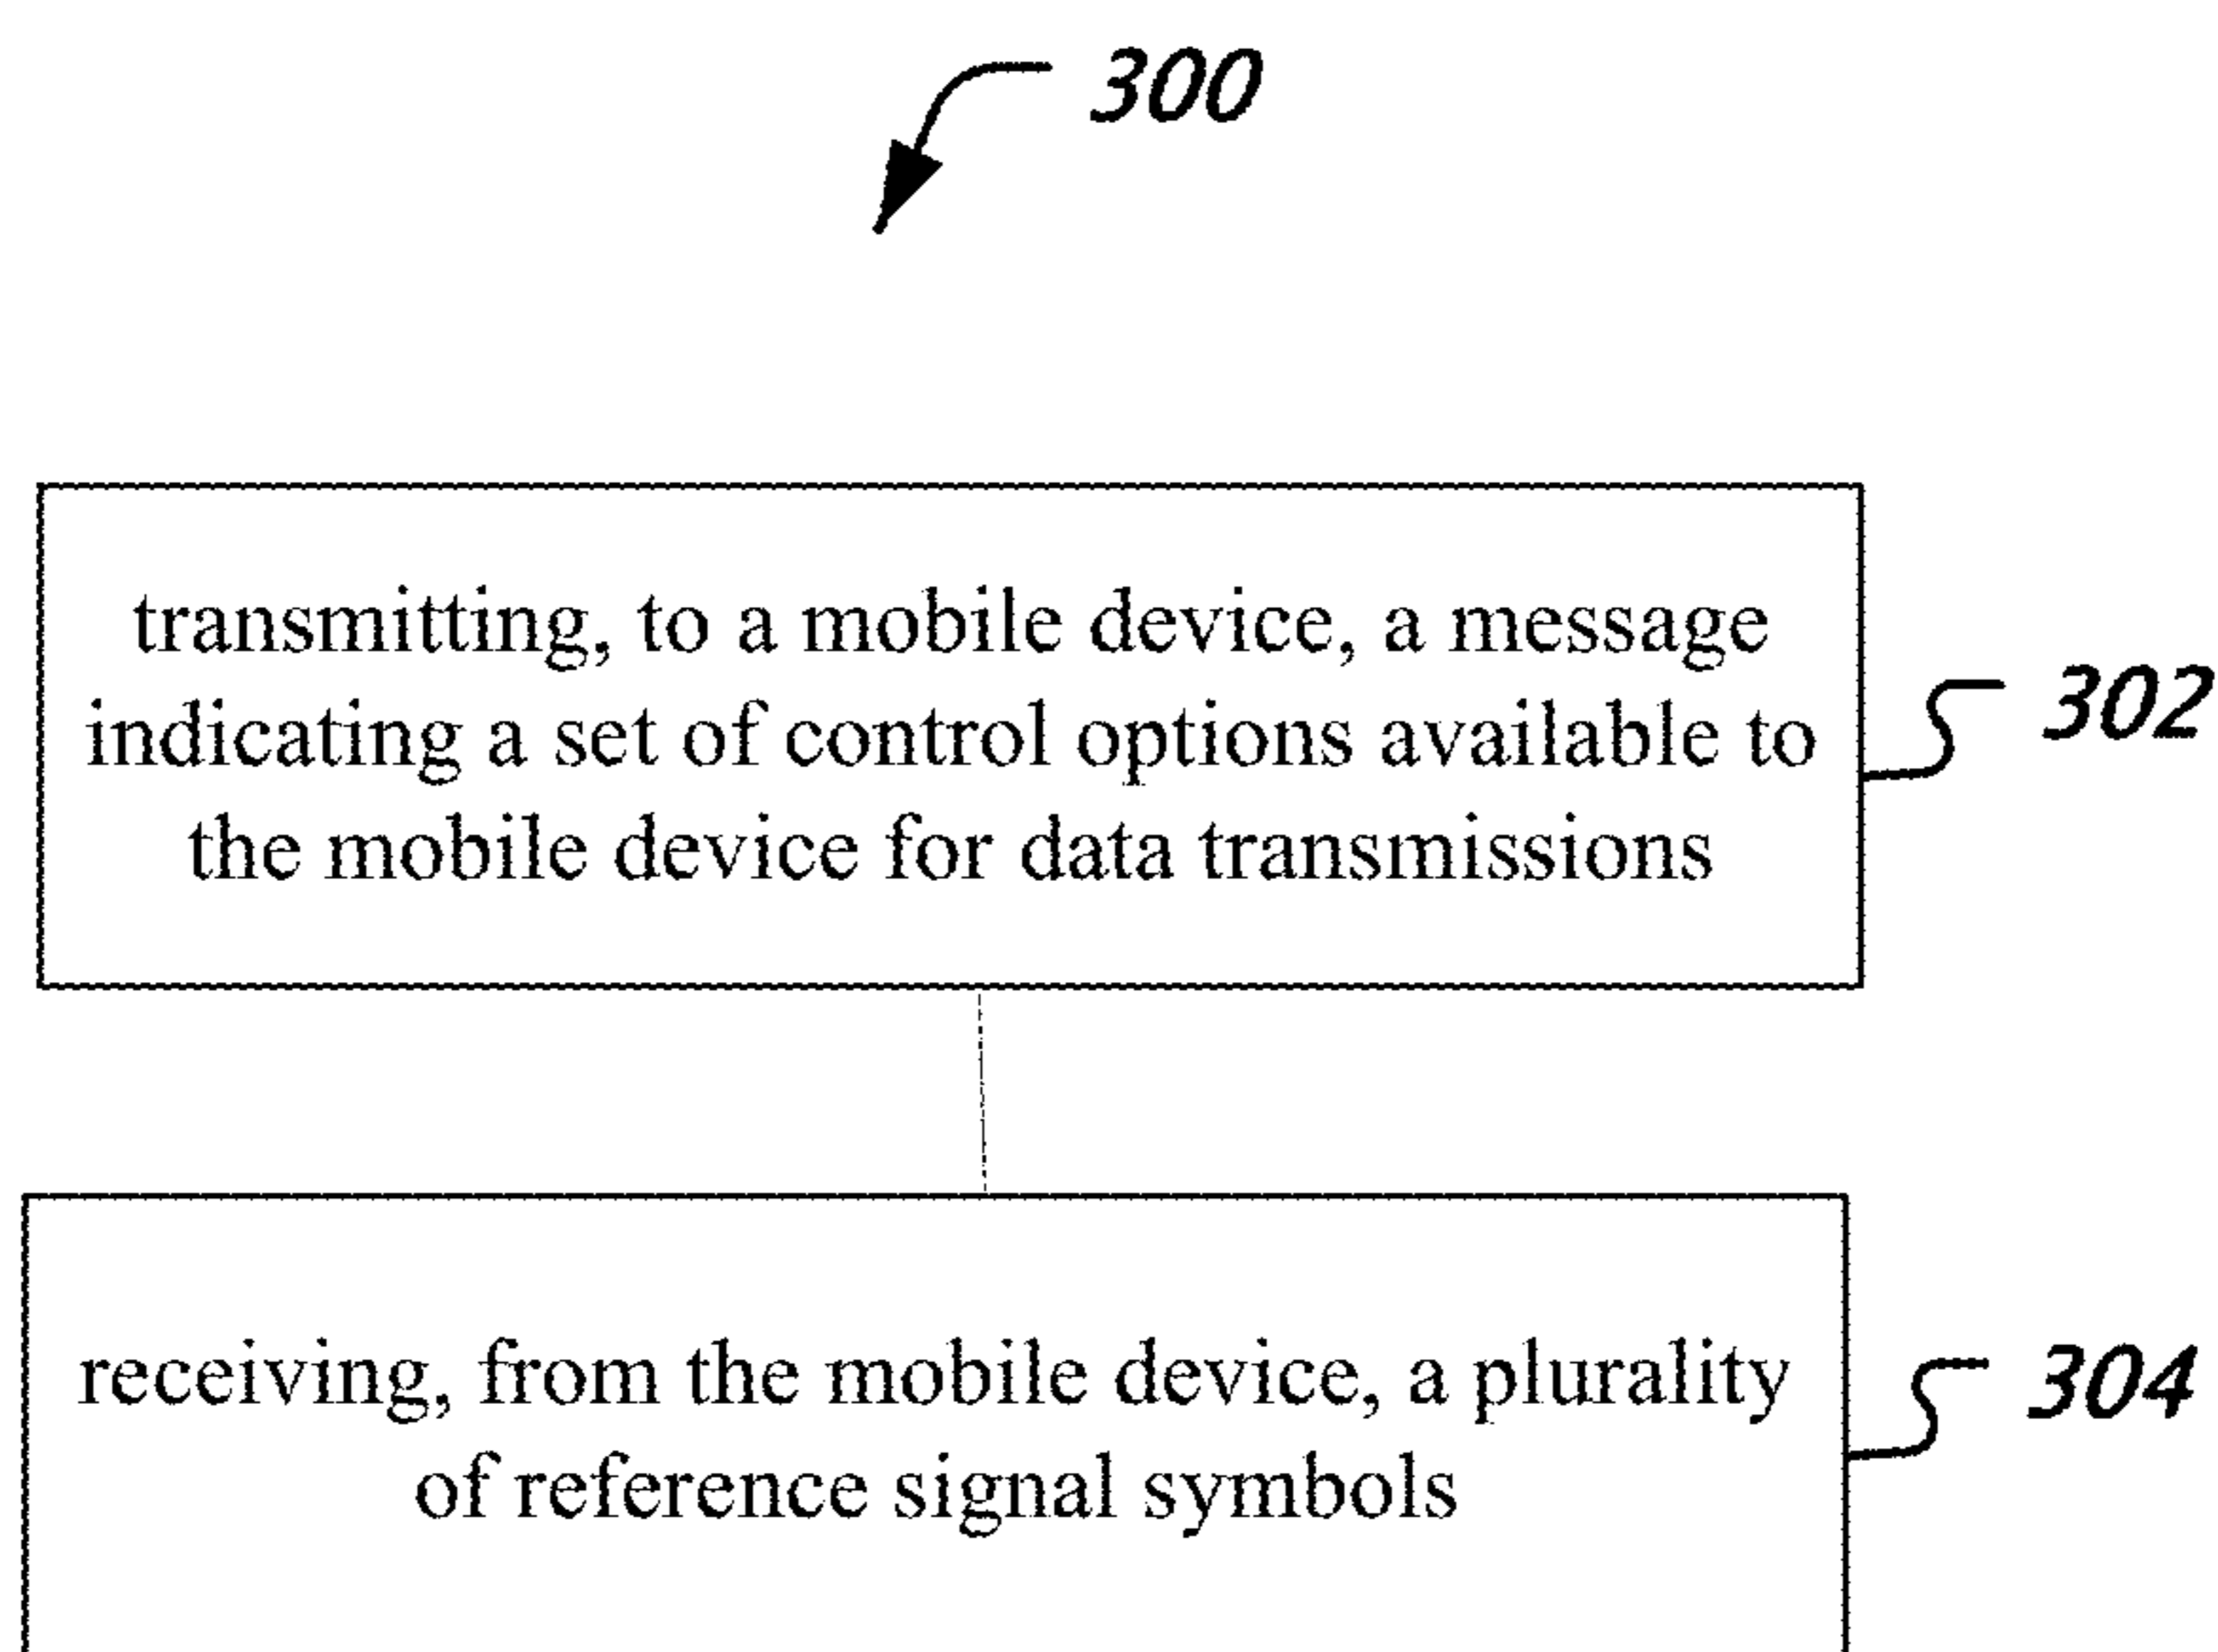 300
transmitting, to a mobile device, a message
indicating a set of control options available to
the mobile device for data transmissions
302
receiving, from the mobile device, a plurality
of reference signal symbols
304